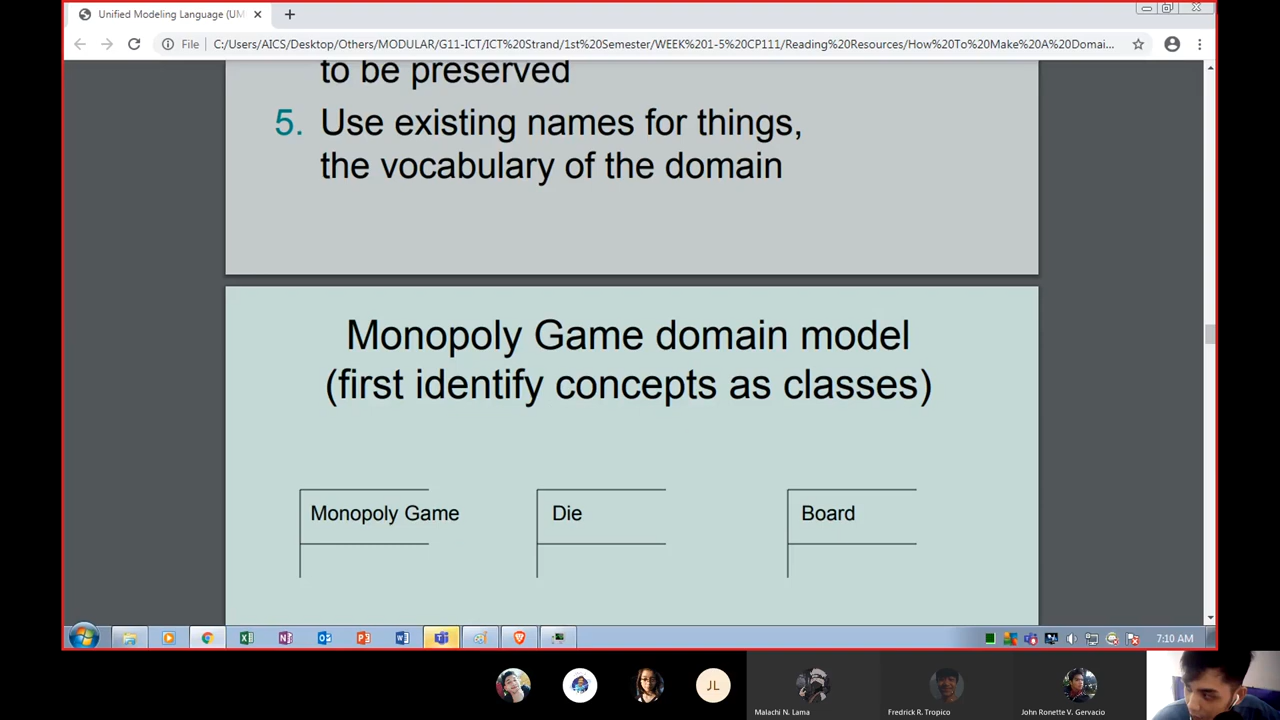 Unified Modeling Language (UM
File
C:/Users/AICS/Desktop/Others/MODULAR/G11-ICT/ICT%20Strand/1st%20Semester/WEEK%201-5%20CP111/Reading%20Resources/How%20To%20Make%20A%20Domai...
to be preserved
5. Use existing names for things,
the vocabulary of the domain
Monopoly Game domain model
(first identify concepts as classes)
Monopoly Game
Die
Board
7:10 AM
JL
Malachi N. Lama
Fredrick R. Tropico
John Ronette V. Gervacio